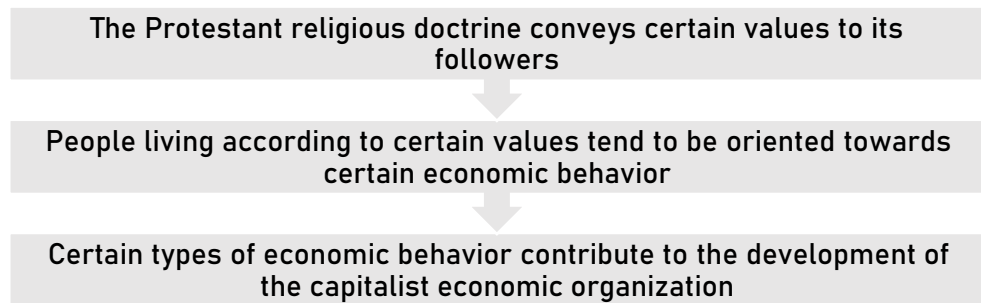 The Protestant religious doctrine conveys certain values to its
followers
People living according to certain values tend to be oriented towards
certain economic behavior
Certain types of economic behavior contribute to the development of
the capitalist economic organization